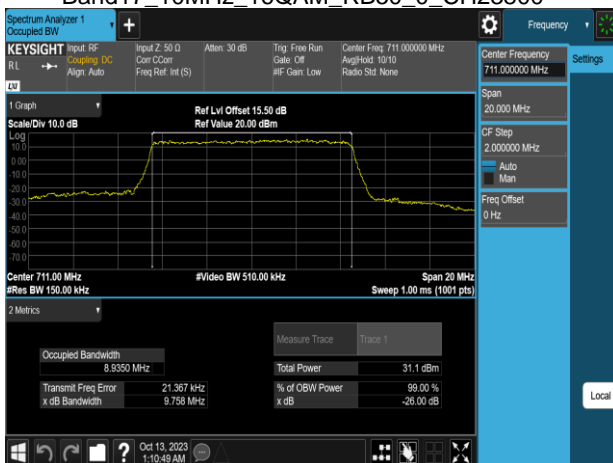 Band17_10MHz_16QAM_RB50_0_CH23800
Spectrum Analyzer 1
Occupied BW
Frequency
KEYSIGHT
RL
Input: RF
Coupling: DC
Align: Auto
Input Z: 50 Ω
Corr CCorr
Freq Ref: Int (S)
Atten: 30 dB
Trig: Free Run
Gate: Off
#IF Gain: Low
Center Freq: 711.000000 MHz
Avg|Hold: 10/10
Radio Std: None
LXI
Center Frequency
711.000000 MHz
Settings
Span
20.000 MHz
CF Step
2.000000 MHz
Auto
Man
Freq Offset
0 Hz
Local
1 Graph
Scale/Div 10.0 dB
Ref Lvl Offset 15.50 dB
Ref Value 20.00 dBm
Log
10.0
0.00
-10.0
-20.0
-30.0
-40.0
-50.0
-60.0
-70.0
Center 711.00 MHz
#Video BW 510.00 kHz
Span 20 MHz
#Res BW 150.00 kHz
Sweep 1.00 ms (1001 pts)
2 Metrics
Measure Trace
Trace 1
Occupied Bandwidth
8.9350 MHz
Total Power
31.1 dBm
Transmit Freq Error
21.367 kHz
% of OBW Power
99.00 %
x dB Bandwidth
9.758 MHz
x dB
-26.00 dB
?
Oct 13, 2023
1:10:49 AM